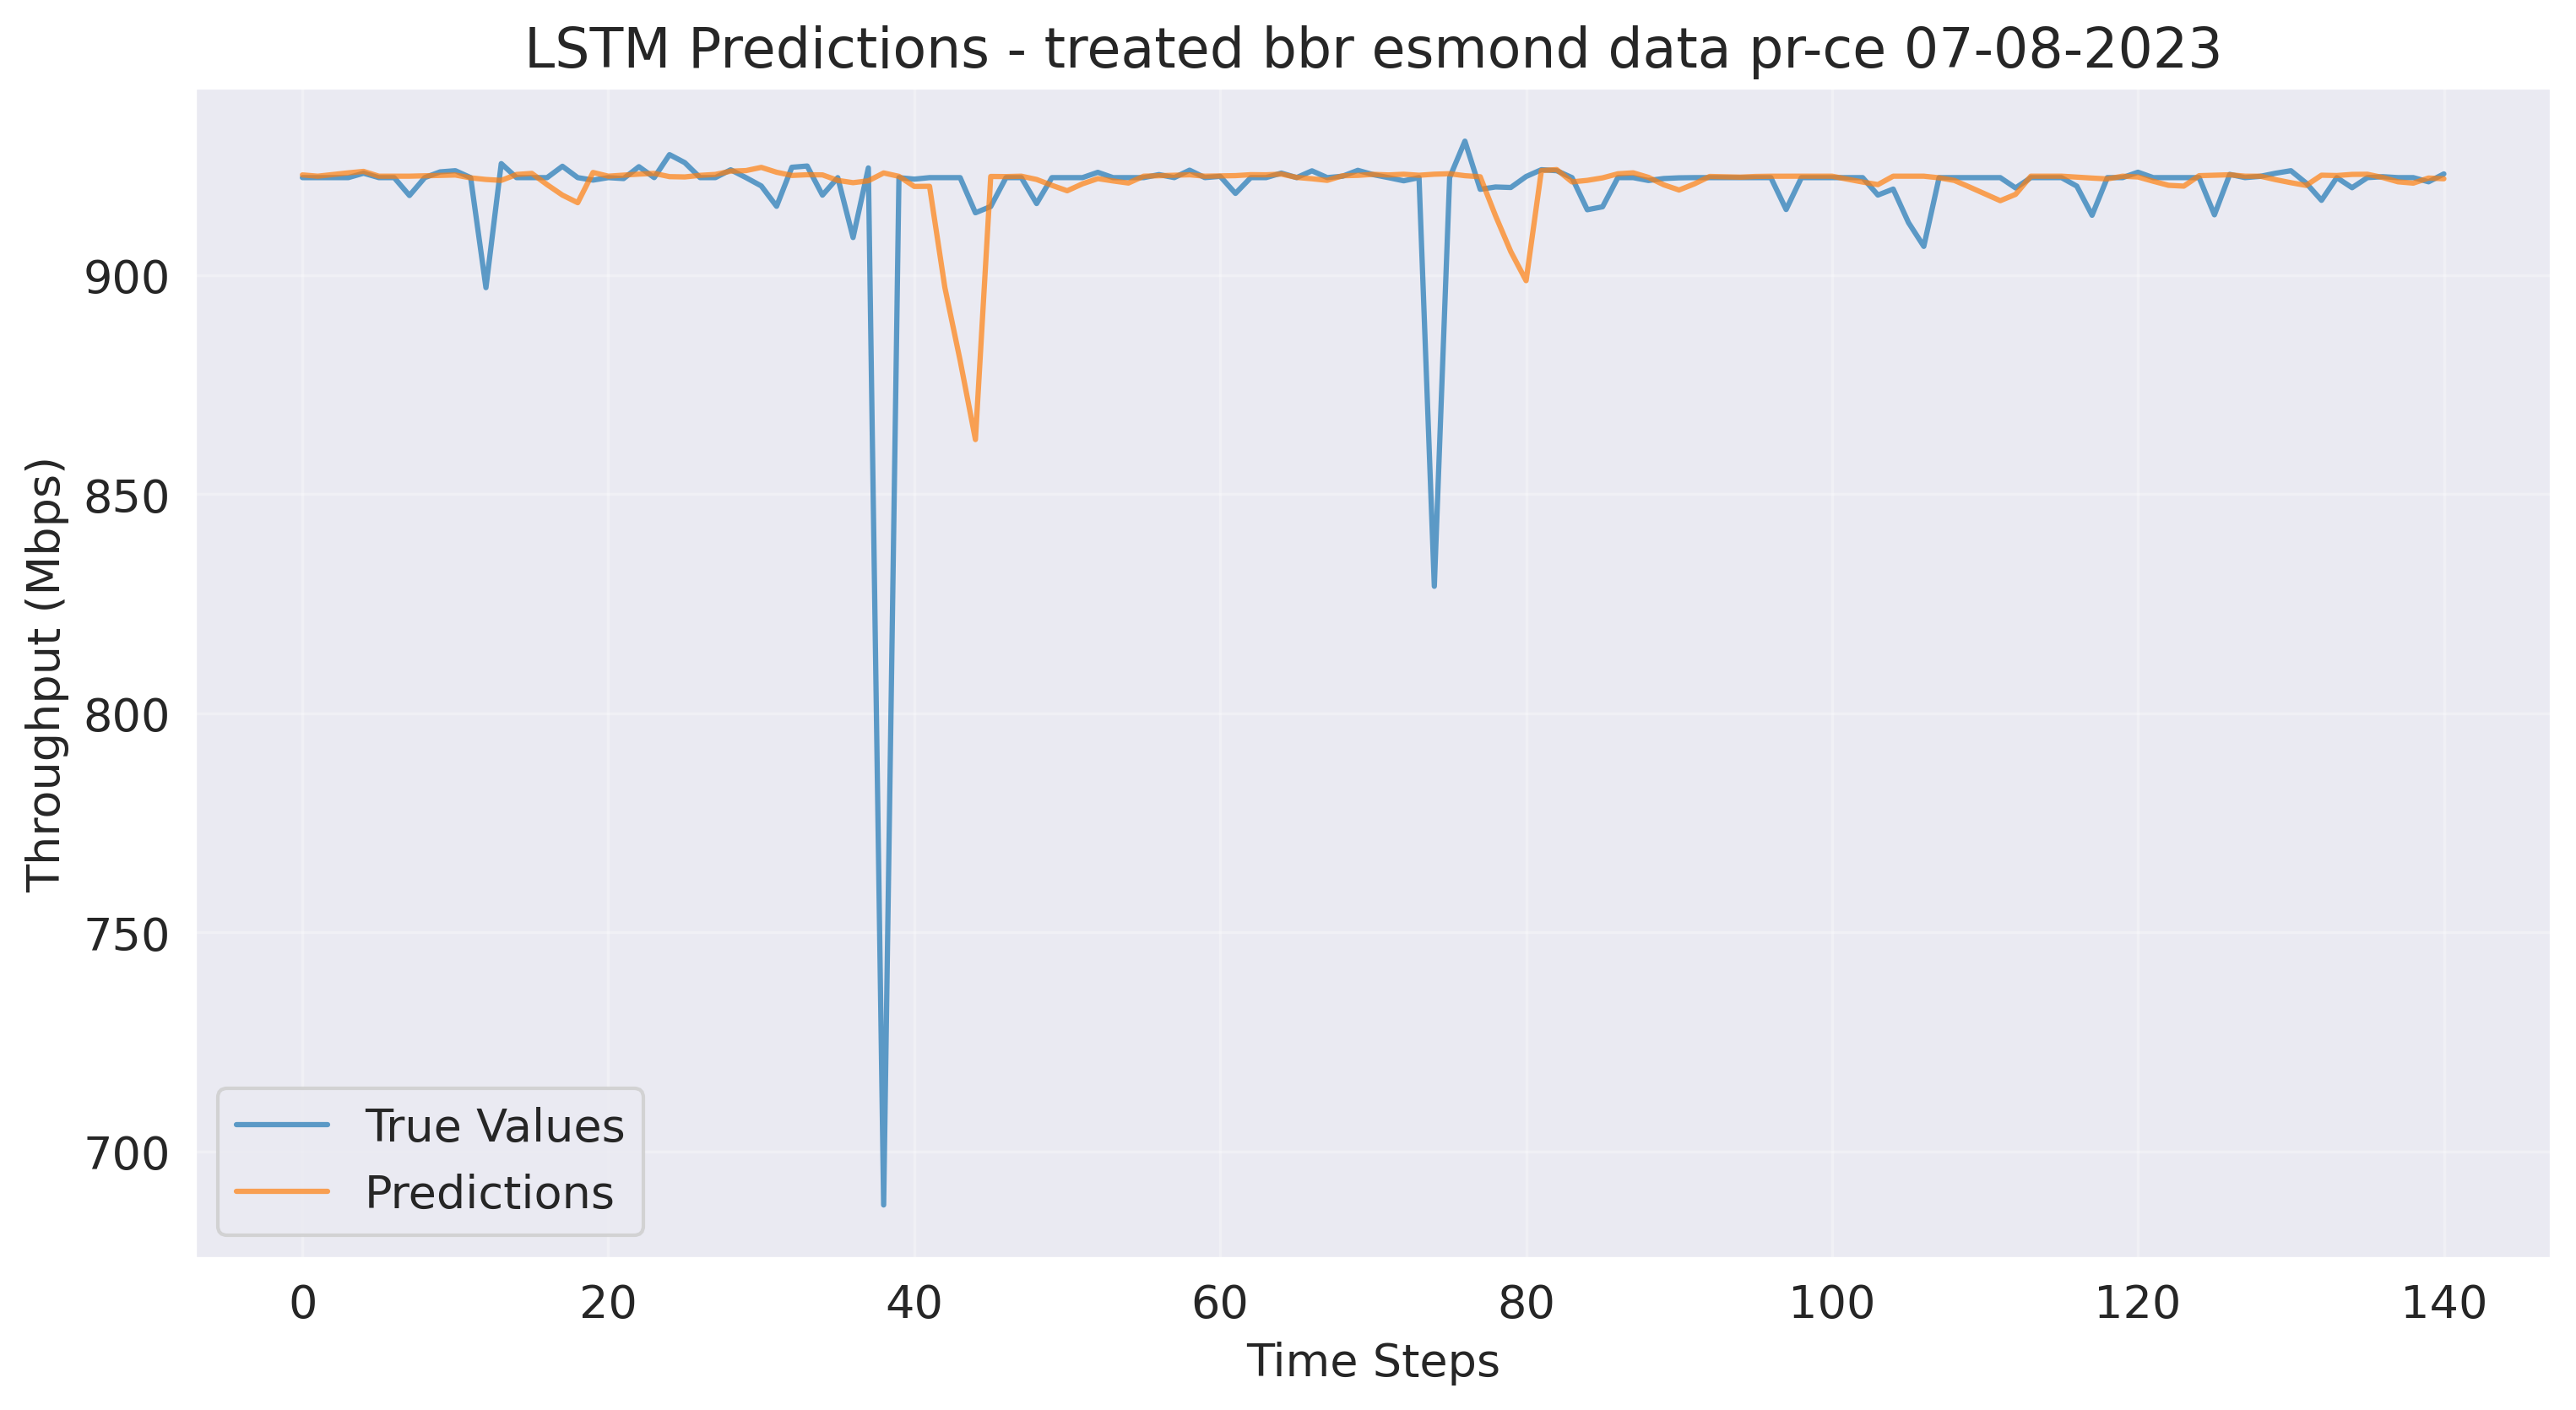 LSTM Predictions - treated bbr esmond data pr-ce 07-08-2023
Throughput (Mbps)
900
850
800
750
700
True Values
Predictions
0 20 40 60 80 100 120 140
Time Steps